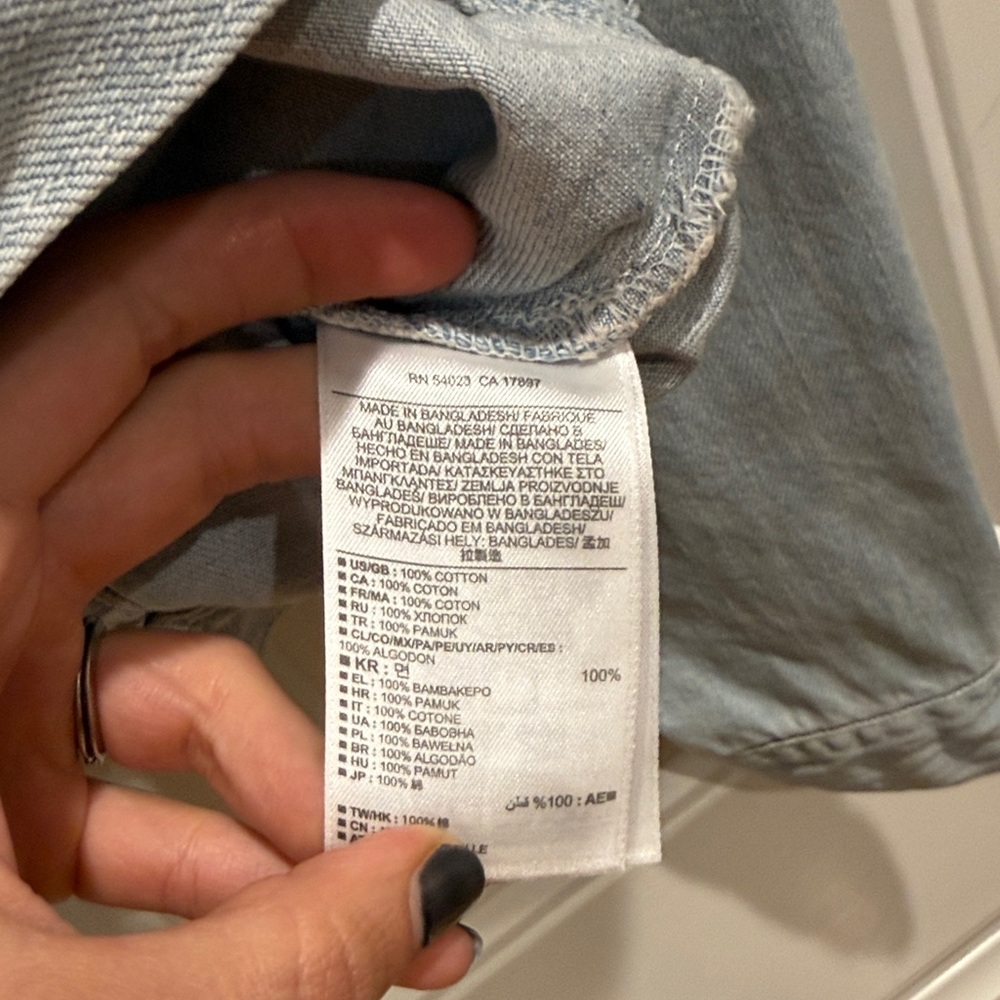 RN 54023 CA 17897
MADE IN BANGLADESH/ FABRIQUÉ
AU BANGLADESH/ СДЕЛАНО В
БАНГЛАДЕШЕ/ MADE IN BANGLADES/
HECHO EN BANGLADESH CON TELA
IMPORTADA/ ΚΑΤΑΣΚΕΥΑΣΤΗΚΕ ΣΤΟ
ΜΠΑΝΓΚΛΑΝΤΕΣ/ ZEMLJA PROIZVODNJE
BANGLADEŠ/ ВИРОБЛЕНО В БАНГЛАДЕШ/
WYPRODUKOWANO W BANGLADESZU/
FABRICADO EM BANGLADESH/
SZÁRMAZÁSI HELY: BANGLADES/ 孟加
拉製造
■ US/GB : 100% COTTON
■ CA : 100% COTON
■ FR/MA : 100% COTON
■ RU : 100% ХЛОПОК
■ TR : 100% PAMUK
■ CL/CO/MX/PA/PE/UY/AR/PY/CR/ES :
100% ALGODON
■ KR : 면 100%
■ EL : 100% ΒΑΜΒΑΚΕΡΟ
■ HR : 100% PAMUK
■ IT : 100% COTONE
■ UA : 100% БАВОВНА
■ PL : 100% BAWEŁNA
■ BR : 100% ALGODÃO
■ HU : 100% PAMUT
■ JP : 100% 綿
■ AE : 100% قطن
■ TW/HK : 100% 棉
■ CN :